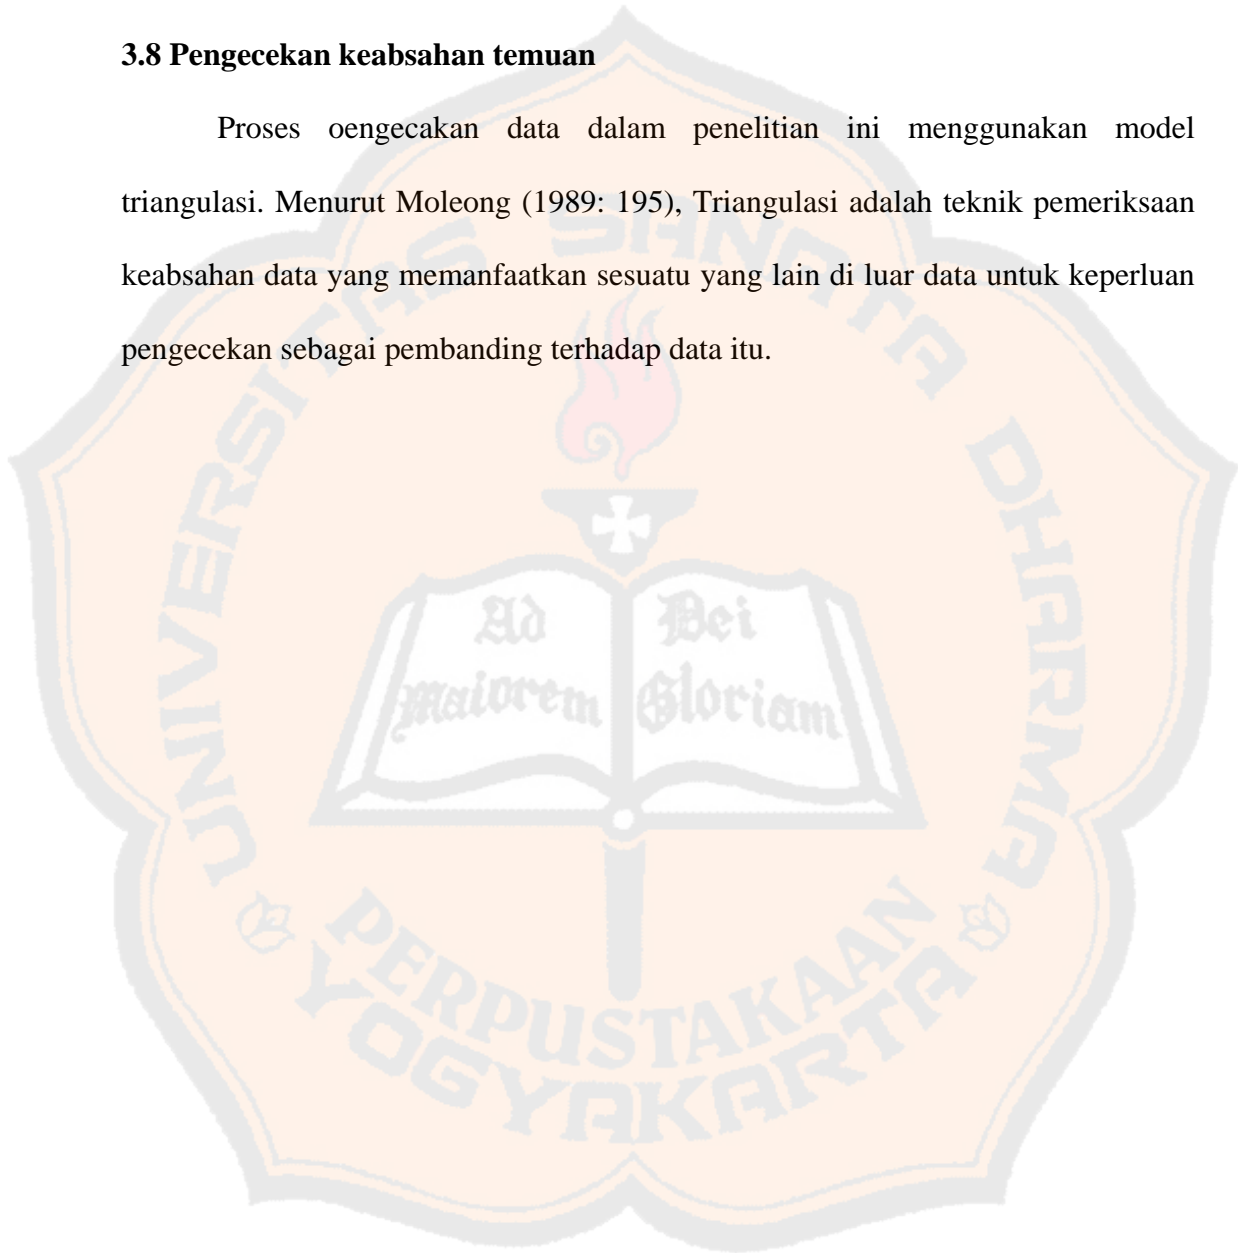 3.8 Pengecekan keabsahan temuan
Proses oengecakan data dalam penelitian ini menggunakan model
triangulasi. Menurut Moleong (1989: 195), Triangulasi adalah teknik pemeriksaan
keabsahan data yang memanfaatkan sesuatu yang lain di luar data untuk keperluan
pengecekan sebagai pembanding terhadap data itu.
UNIVERSITAS SANATA DHARMA
Ad Dei
maiorem Gloriam
PERPUSTAKAAN
YOGYAKARTA